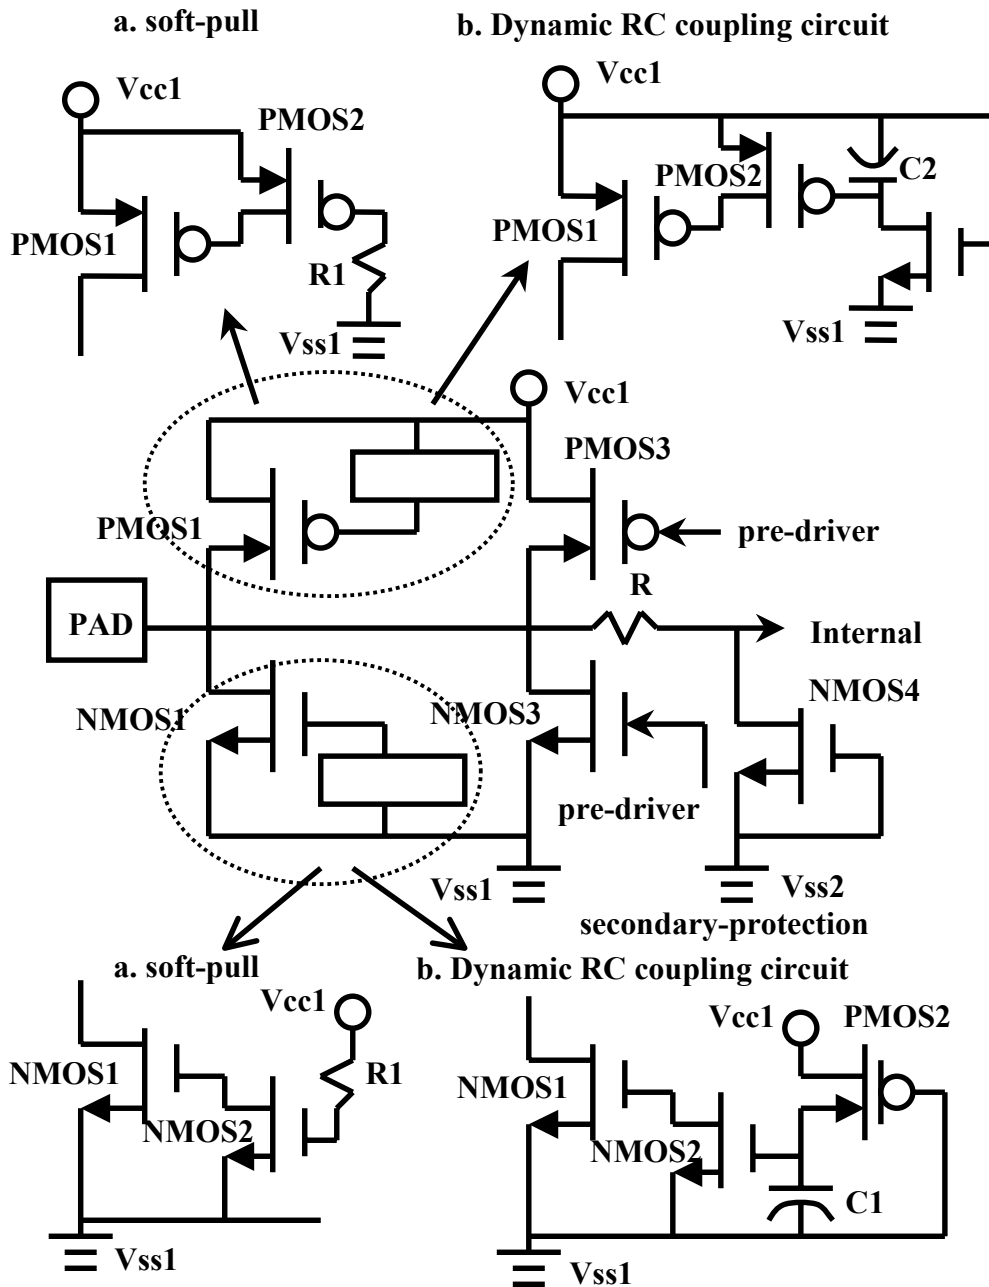 a. soft-pull
b. Dynamic RC coupling circuit
Vcc1
PMOS2
PMOS1
R1
Vss1
Vcc1
PMOS2
C2
PMOS1
Vss1
Vcc1
PMOS3
PMOS1
pre-driver
R
PAD
Internal
NMOS1
NMOS3
NMOS4
pre-driver
Vss1
Vss2
secondary-protection
a. soft-pull
b. Dynamic RC coupling circuit
Vcc1
NMOS1
R1
NMOS2
Vss1
Vcc1
PMOS2
NMOS1
NMOS2
C1
Vss1